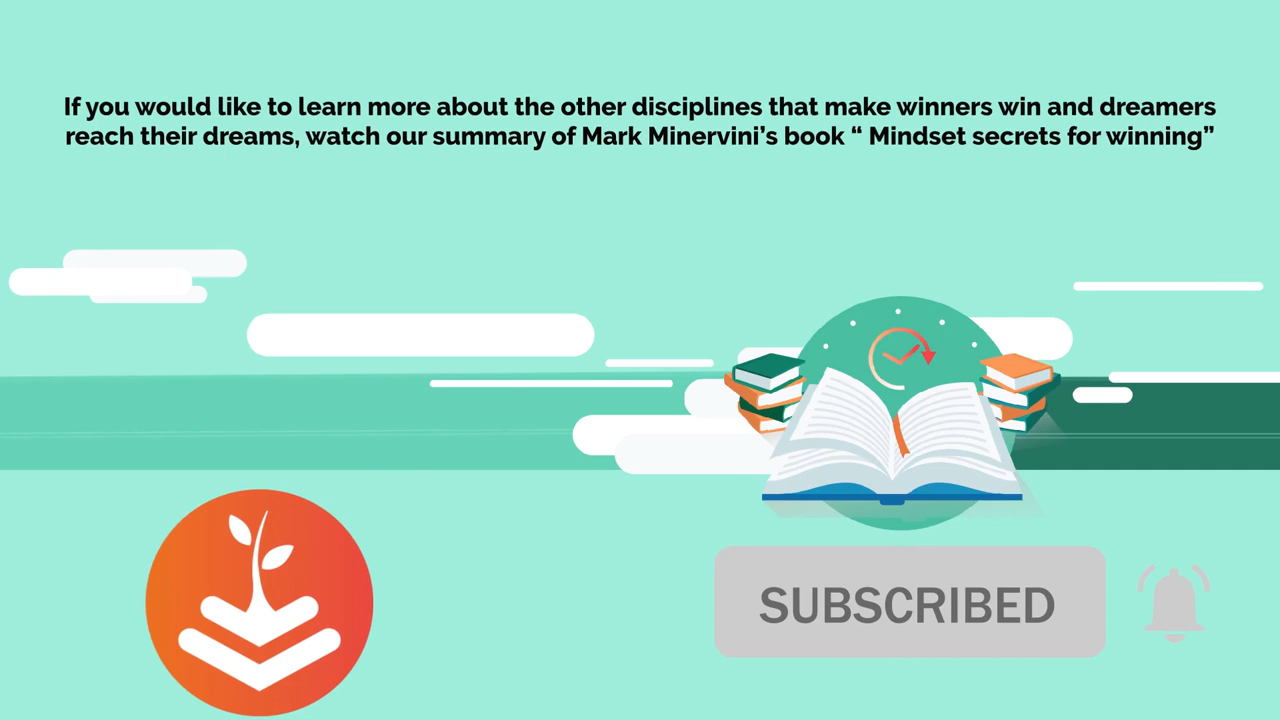 If you would like to learn more about the other disciplines that make winners win and dreamers
reach their dreams, watch our summary of Mark Minervini’s book “ Mindset secrets for winning”
SUBSCRIBED